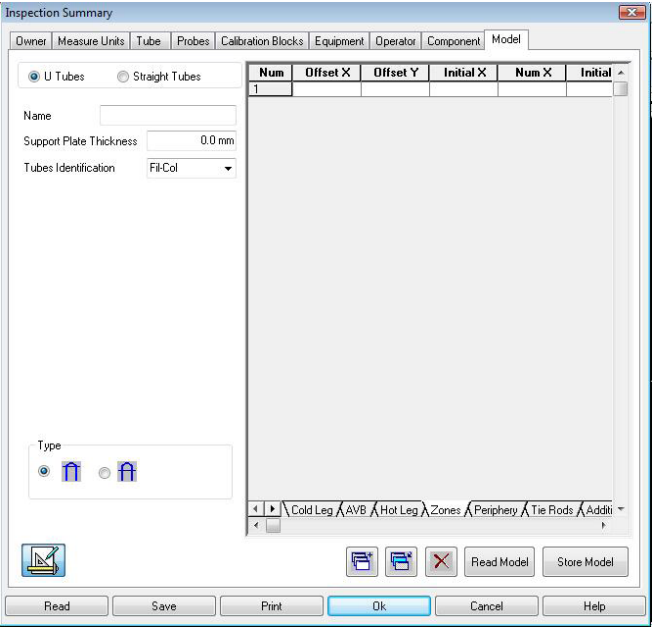 Inspection Summary
Owner Measure Units Tube Probes Calibration Blocks Equipment Operator Component Model
U Tubes Straight Tubes
Name
Support Plate Thickness 0.0 mm
Tubes Identification Fil-Col
Num Offset X Offset Y Initial X Num X Initial
1
Type
Cold Leg AVB Hot Leg Zones Periphery Tie Rods Additi
Read Model Store Model
Read Save Print Ok Cancel Help